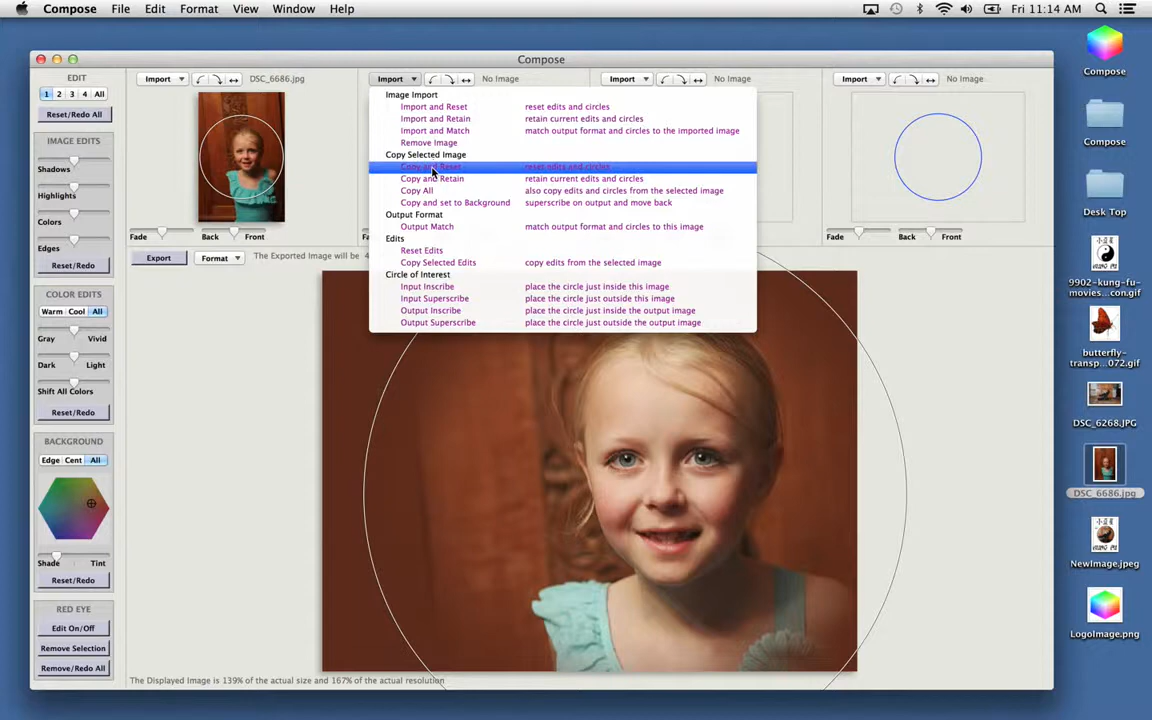 Compose File Edit Format View Window Help Fri 11:14 AM
Compose
EDIT
1 2 3 4 All
Reset/Redo All
IMAGE EDITS
Shadows
Highlights
Colors
Edges
Reset/Redo
COLOR EDITS
Warm Cool All
Gray Vivid
Dark Light
Shift All Colors
Reset/Redo
BACKGROUND
Edge Cent All
Shade Tint
Reset/Redo
RED EYE
Edit On/Off
Remove Selection
Remove/Redo All
Import DSC_6686.jpg
Fade Back Front
Import No Image
Image Import
Import and Reset reset edits and circles
Import and Retain retain current edits and circles
Import and Match match output format and circles to the imported image
Remove Image
Copy Selected Image
Copy and Reset reset edits and circles
Copy and Retain retain current edits and circles
Copy All also copy edits and circles from the selected image
Copy and set to Background superscribe on output and move back
Output Format
Output Match match output format and circles to this image
Edits
Reset Edits
Copy Selected Edits copy edits from the selected image
Circle of Interest
Input Inscribe place the circle just inside this image
Input Superscribe place the circle just outside this image
Output Inscribe place the circle just inside the output image
Output Superscribe place the circle just outside the output image
Import No Image
Import No Image
Fade Back Front
Export Format The Exported Image will be
The Displayed Image is 139% of the actual size and 167% of the actual resolution
Compose
Compose
Desk Top
9902-kung-fu-
movies...con.gif
butterfly-
transp...072.gif
DSC_6268.JPG
DSC_6686.jpg
NewImage.jpeg
LogoImage.png